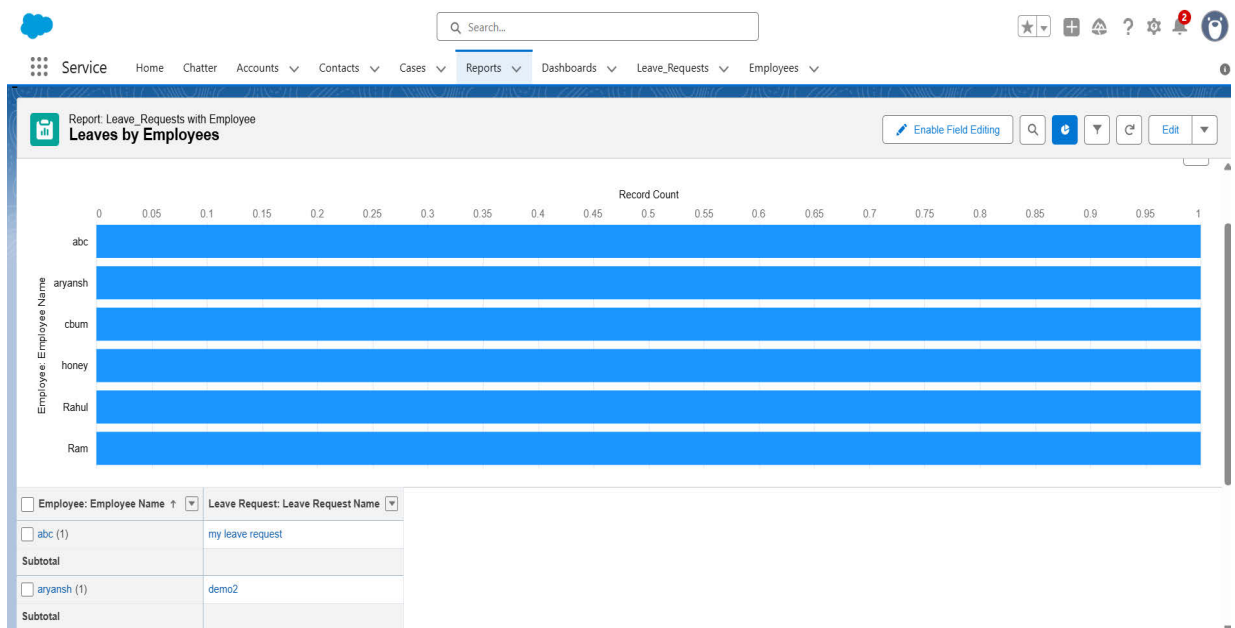 Search...
2
Service Home Chatter Accounts Contacts Cases Reports Dashboards Leave_Requests Employees
Report: Leave_Requests with Employee
Leaves by Employees
Enable Field Editing
Edit
Record Count
0 0.05 0.1 0.15 0.2 0.25 0.3 0.35 0.4 0.45 0.5 0.55 0.6 0.65 0.7 0.75 0.8 0.85 0.9 0.95 1
Employee: Employee Name
abc
aryansh
cbum
honey
Rahul
Ram
Employee: Employee Name ↑ Leave Request: Leave Request Name
abc (1) my leave request
Subtotal
aryansh (1) demo2
Subtotal